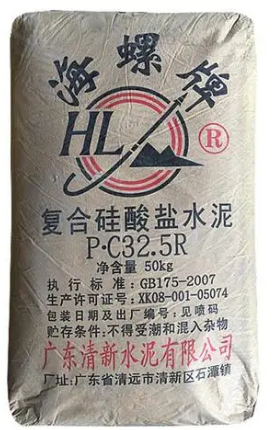 海螺牌
HL
®
复合硅酸盐水泥
P·C32.5R
净含量 50kg
执行标准:GB175-2007
生产许可证号:XK08-001-05074
包装日期及出厂编号:见喷码
贮存条件:不得受潮和混入杂物
广东清新水泥有限公司
厂址:广东省清远市清新区石潭镇